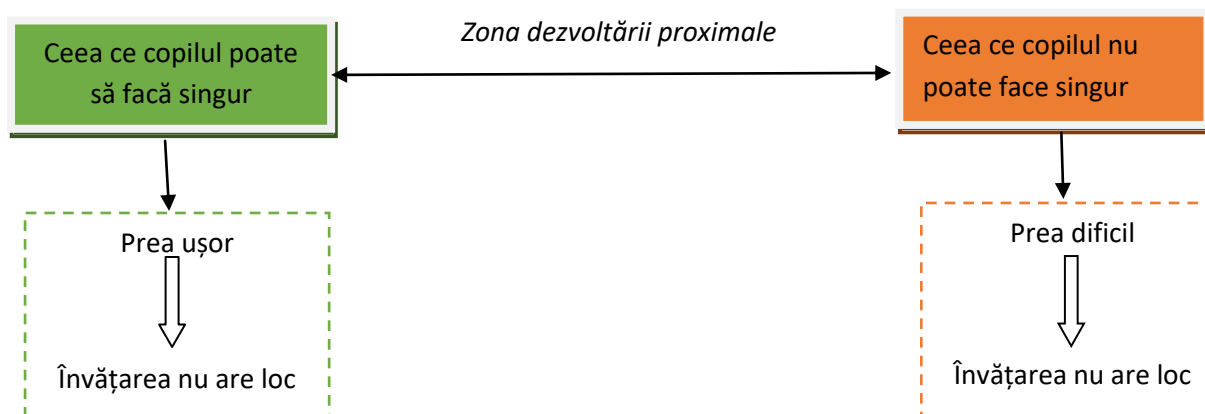 Zona dezvoltării proximale
Ceea ce copilul poate
să facă singur
Ceea ce copilul nu
poate face singur
Prea ușor
Învățarea nu are loc
Prea dificil
Învățarea nu are loc